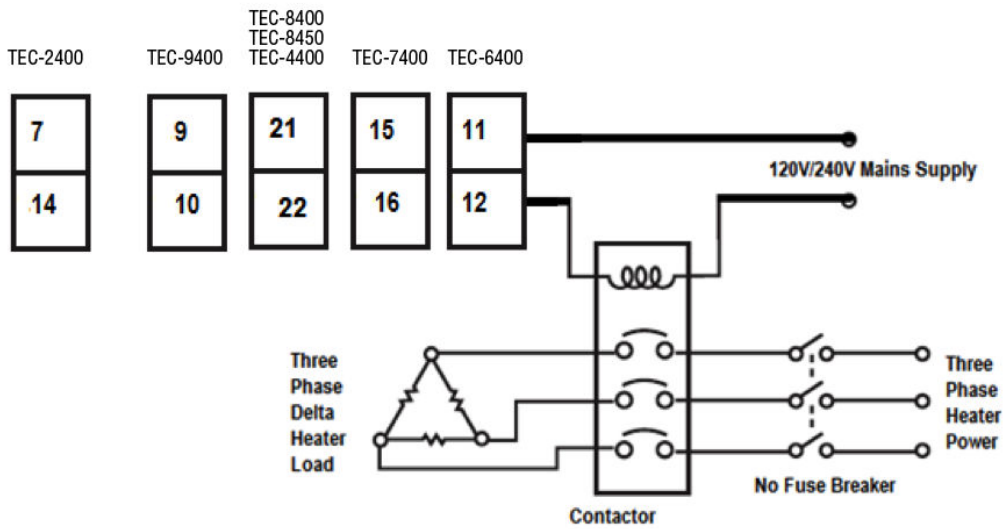 TEC-8400
TEC-8450
TEC-2400 TEC-9400 TEC-4400 TEC-7400 TEC-6400
7 9 21 15 11
14 10 22 16 12
120V/240V Mains Supply
Three
Phase
Delta
Heater
Load
Three
Phase
Heater
Power
No Fuse Breaker
Contactor